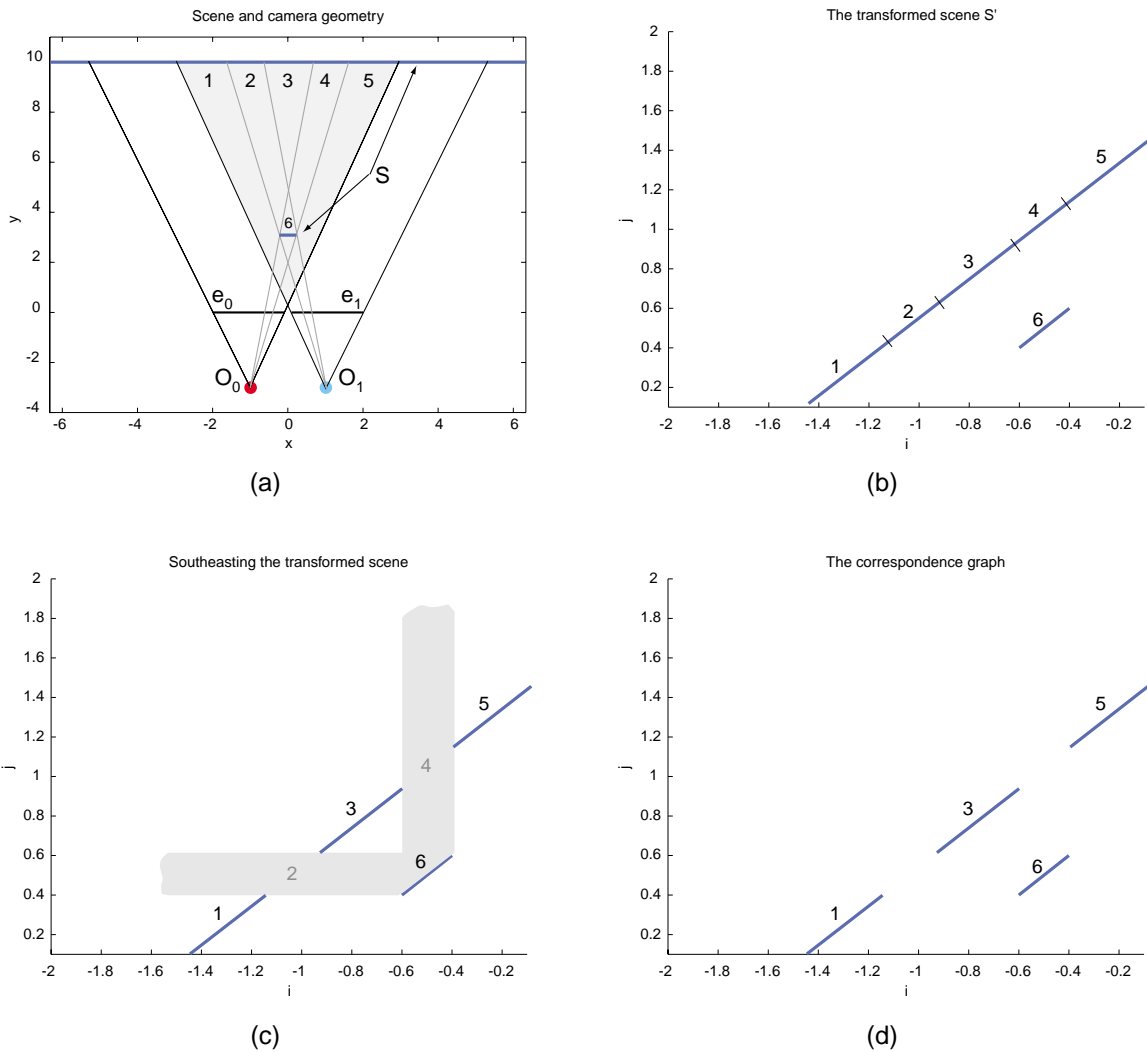 Scene and camera geometry
10
8
6
4
2
0
-2
-4
y
1 2 3 4 5
S
6
e0 e1
O0 O1
-6 -4 -2 0 2 4 6
x
(a)
The transformed scene S'
2
1.8
1.6
1.4
1.2
1
0.8
0.6
0.4
0.2
j
5
4
3
2
6
1
-2 -1.8 -1.6 -1.4 -1.2 -1 -0.8 -0.6 -0.4 -0.2
i
(b)
Southeasting the transformed scene
2
1.8
1.6
1.4
1.2
1
0.8
0.6
0.4
0.2
j
5
4
3
6
2
1
-2 -1.8 -1.6 -1.4 -1.2 -1 -0.8 -0.6 -0.4 -0.2
i
(c)
The correspondence graph
2
1.8
1.6
1.4
1.2
1
0.8
0.6
0.4
0.2
j
5
3
6
1
-2 -1.8 -1.6 -1.4 -1.2 -1 -0.8 -0.6 -0.4 -0.2
i
(d)